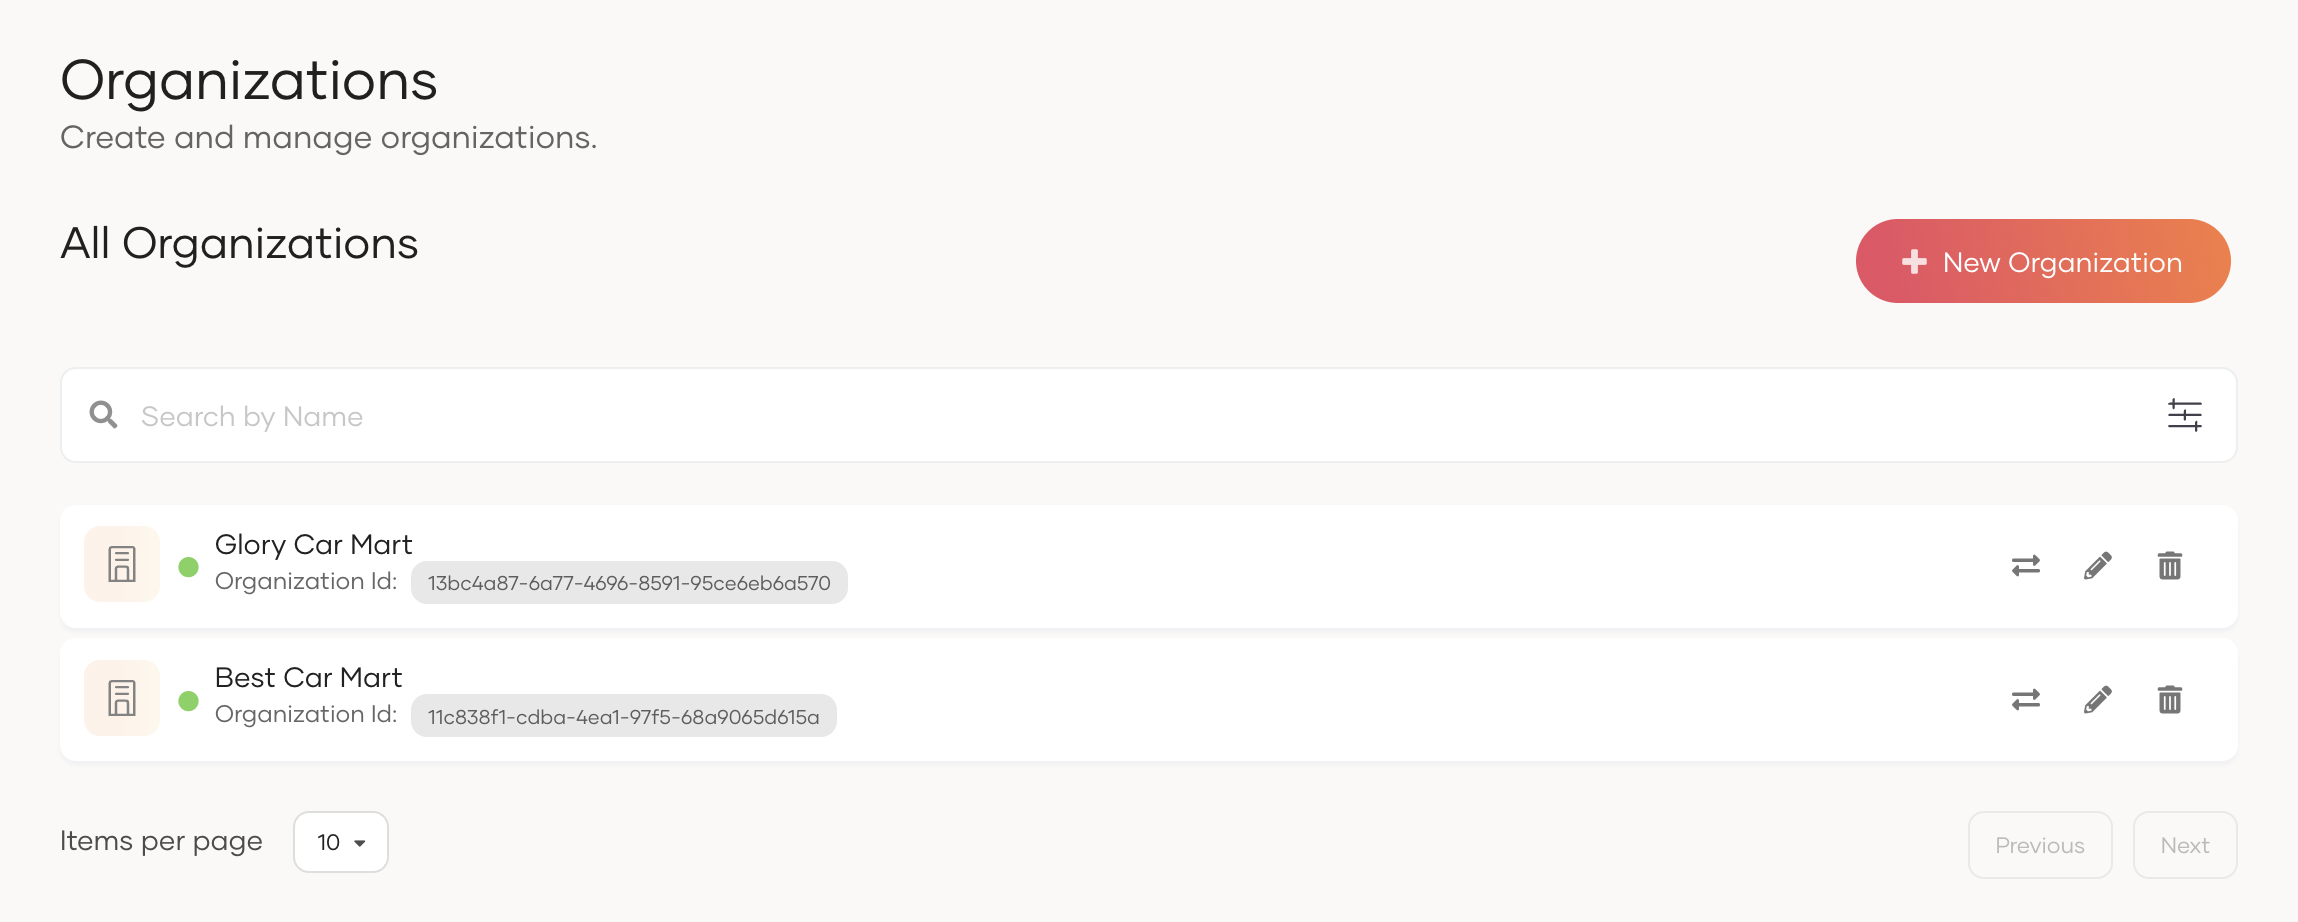 Organizations
Create and manage organizations.
All Organizations
New Organization
Search by Name
Glory Car Mart
Organization Id: 13bc4a87-6a77-4696-8591-95ce6eb6a570
Best Car Mart
Organization Id: 11c838f1-cdba-4ea1-97f5-68a9065d615a
Items per page 10 Previous Next